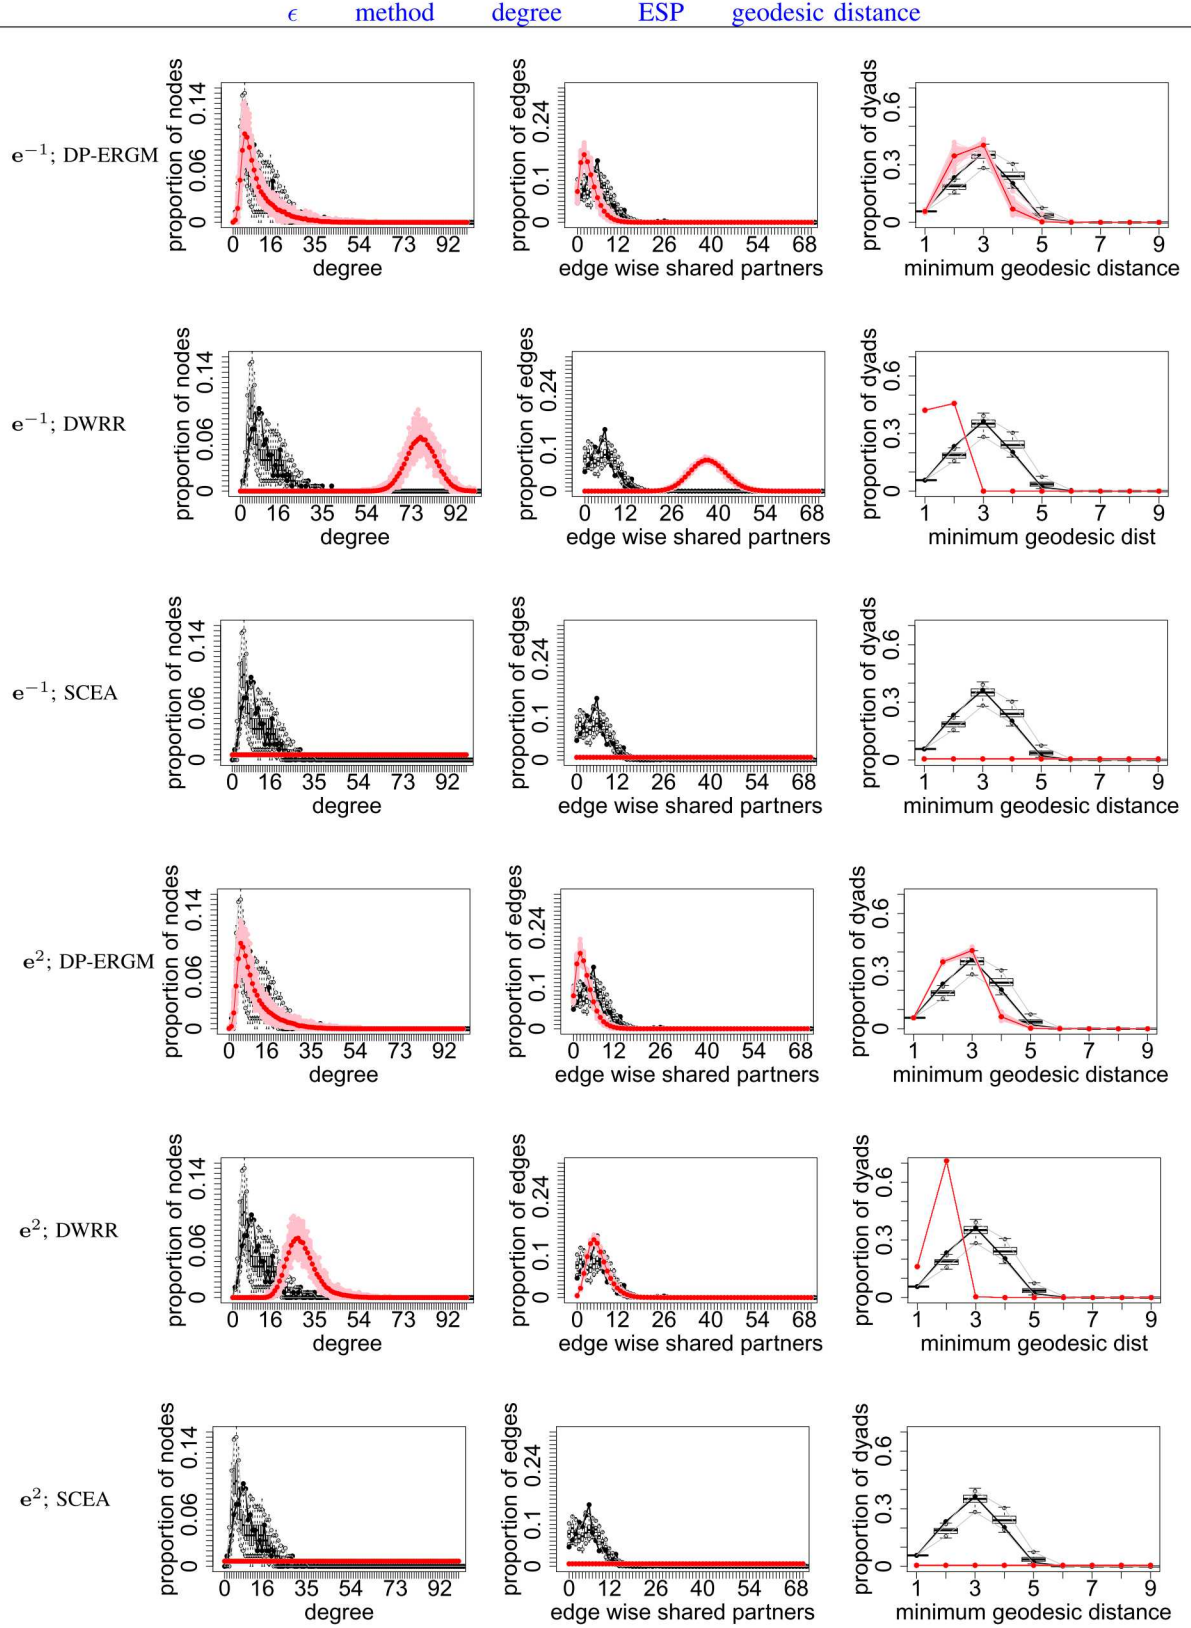 ϵ method degree ESP geodesic distance
e⁻¹; DP-ERGM
proportion of nodes
0 0.06 0.14
0 16 35 54 73 92
degree
proportion of edges
0 0.1 0.24
0 12 26 40 54 68
edge wise shared partners
proportion of dyads
0 0.3 0.6
1 3 5 7 9
minimum geodesic distance
e⁻¹; DWRR
proportion of nodes
0 0.06 0.14
0 16 35 54 73 92
degree
proportion of edges
0 0.1 0.24
0 12 26 40 54 68
edge wise shared partners
proportion of dyads
0 0.3 0.6
1 3 5 7 9
minimum geodesic dist
e⁻¹; SCEA
proportion of nodes
0 0.06 0.14
0 16 35 54 73 92
degree
proportion of edges
0 0.1 0.24
0 12 26 40 54 68
edge wise shared partners
proportion of dyads
0 0.3 0.6
1 3 5 7 9
minimum geodesic distance
e²; DP-ERGM
proportion of nodes
0 0.06 0.14
0 16 35 54 73 92
degree
proportion of edges
0 0.1 0.24
0 12 26 40 54 68
edge wise shared partners
proportion of dyads
0 0.3 0.6
1 3 5 7 9
minimum geodesic distance
e²; DWRR
proportion of nodes
0 0.06 0.14
0 16 35 54 73 92
degree
proportion of edges
0 0.1 0.24
0 12 26 40 54 68
edge wise shared partners
proportion of dyads
0 0.3 0.6
1 3 5 7 9
minimum geodesic dist
e²; SCEA
proportion of nodes
0 0.06 0.14
0 16 35 54 73 92
degree
proportion of edges
0 0.1 0.24
0 12 26 40 54 68
edge wise shared partners
proportion of dyads
0 0.3 0.6
1 3 5 7 9
minimum geodesic distance